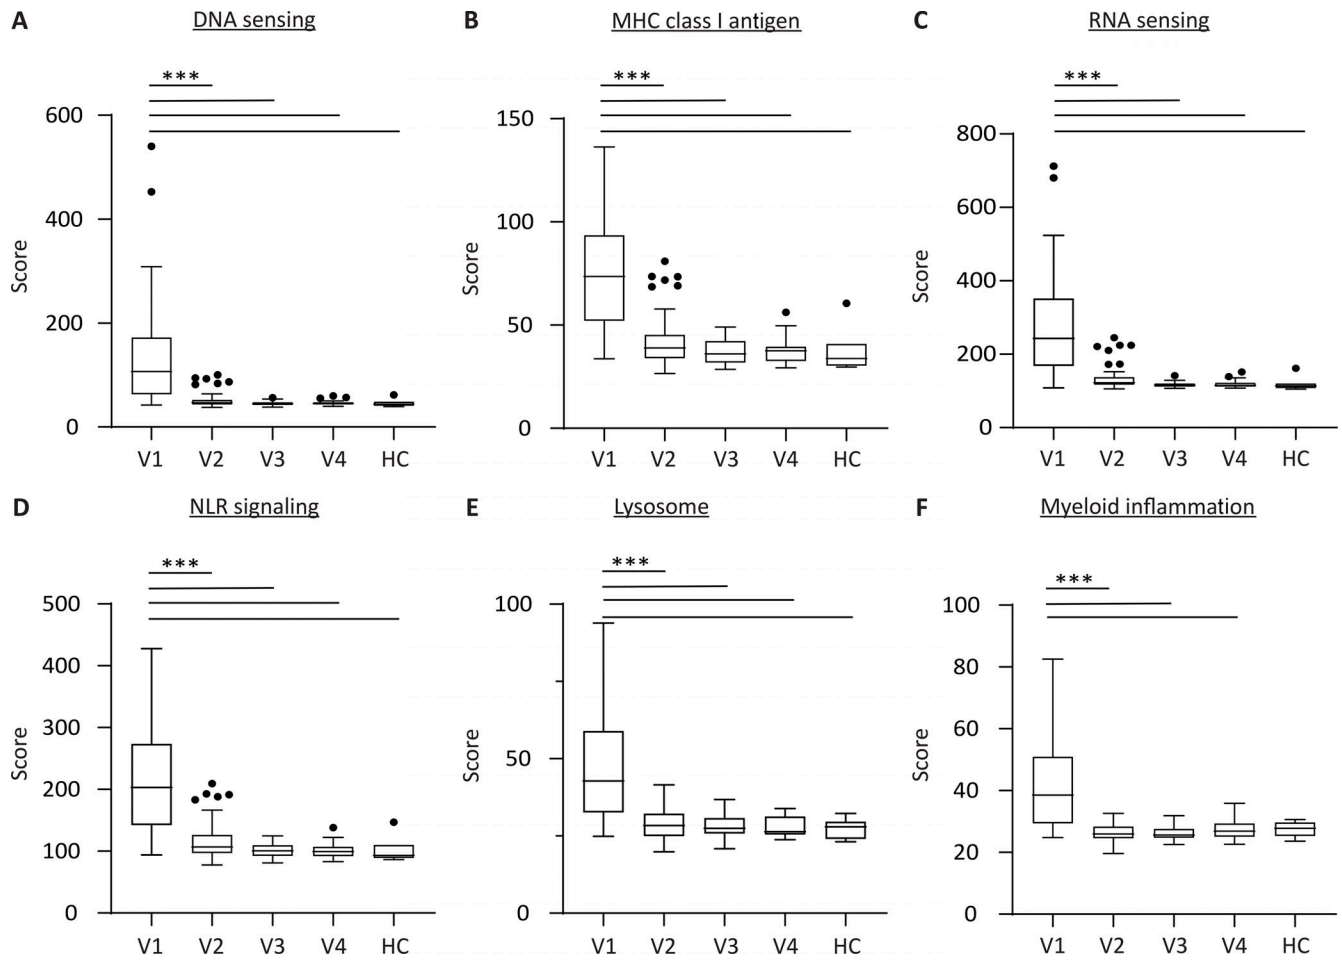 A DNA sensing
***
600
400
200
0
Score
V1 V2 V3 V4 HC
B MHC class I antigen
***
150
100
50
0
Score
V1 V2 V3 V4 HC
C RNA sensing
***
800
600
400
200
0
Score
V1 V2 V3 V4 HC
D NLR signaling
***
500
400
300
200
100
0
Score
V1 V2 V3 V4 HC
E Lysosome
***
100
50
0
Score
V1 V2 V3 V4 HC
F Myeloid inflammation
***
100
80
60
40
20
0
Score
V1 V2 V3 V4 HC